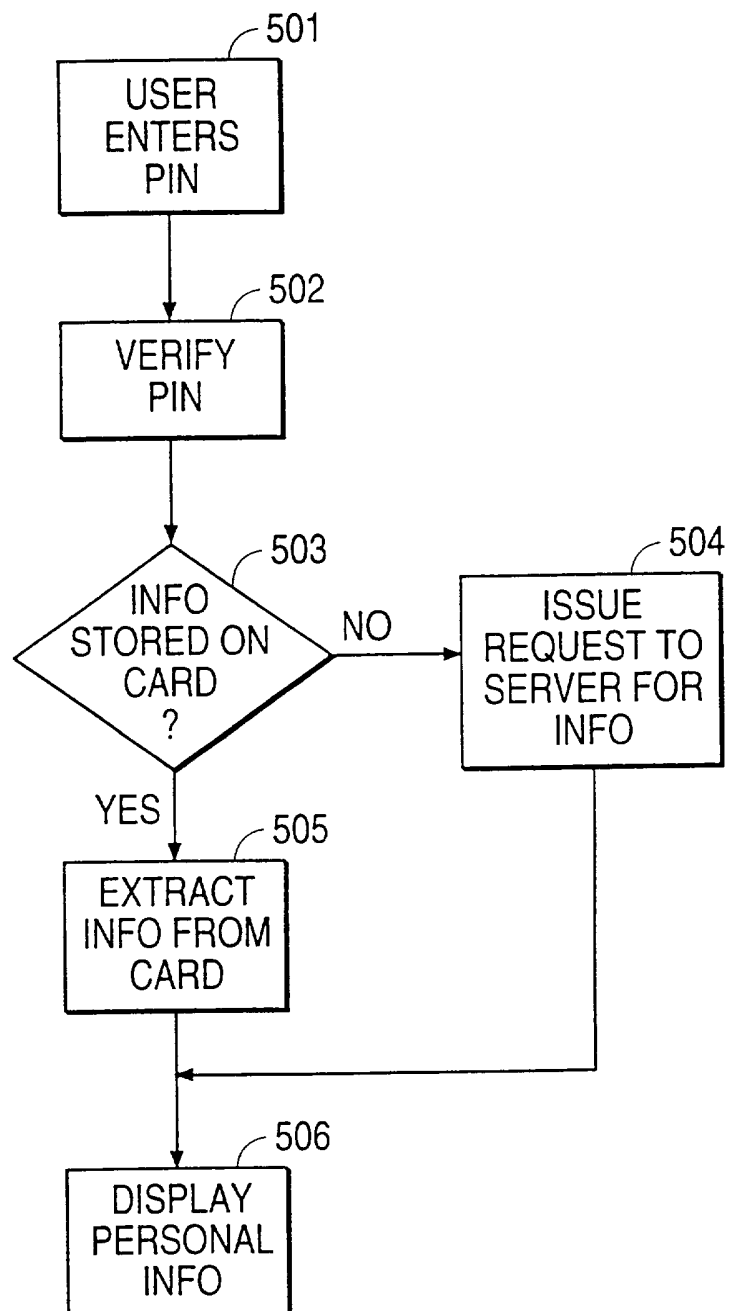 501
USER
ENTERS
PIN
502
VERIFY
PIN
503
INFO
STORED ON
CARD
?
NO
504
ISSUE
REQUEST TO
SERVER FOR
INFO
YES
505
EXTRACT
INFO FROM
CARD
506
DISPLAY
PERSONAL
INFO